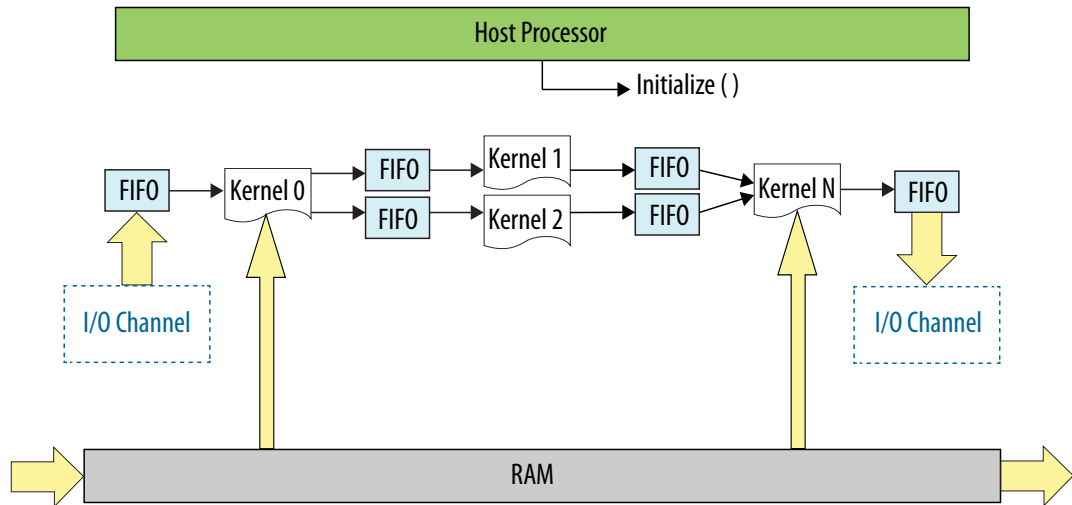 Host Processor
Initialize ( )
FIFO
Kernel 0
FIFO
FIFO
Kernel 1
Kernel 2
FIFO
FIFO
Kernel N
FIFO
I/O Channel
I/O Channel
RAM